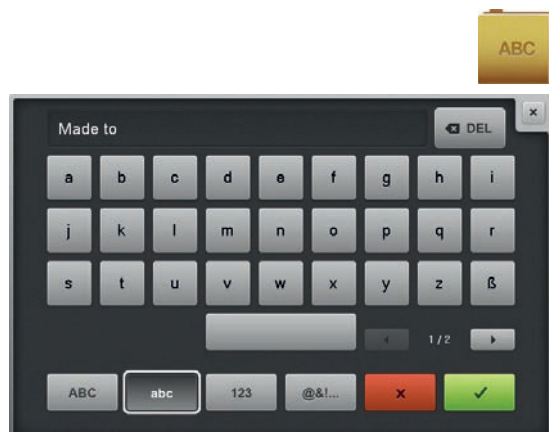 ABC
×
Made to DEL
a b c d e f g h i
j k l m n o p q r
s t u v w x y z ß
1/2
ABC abc 123 @&!... x ✓